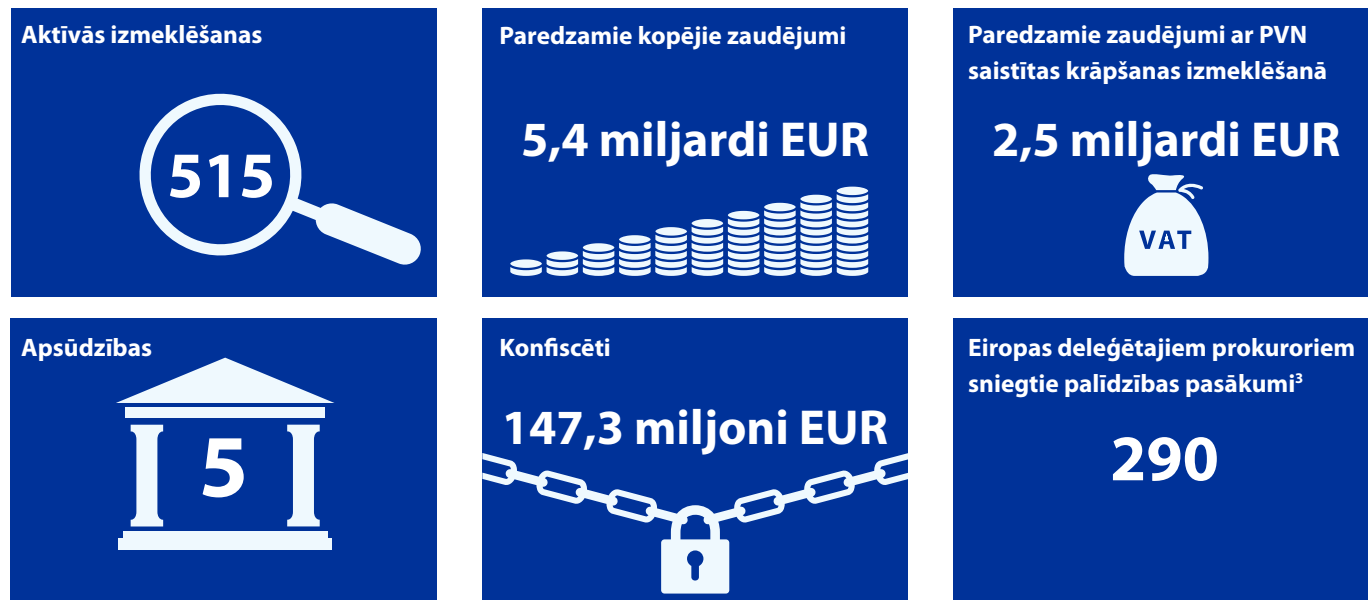 Aktīvās izmeklēšanas
515
Paredzamie kopējie zaudējumi
5,4 miljardi EUR
Paredzamie zaudējumi ar PVN
saistītas krāpšanas izmeklēšanā
2,5 miljardi EUR
VAT
Apsūdzības
5
Konfiscēti
147,3 miljoni EUR
Eiropas deleģētajiem prokuroriem
sniegtie palīdzības pasākumi³
290